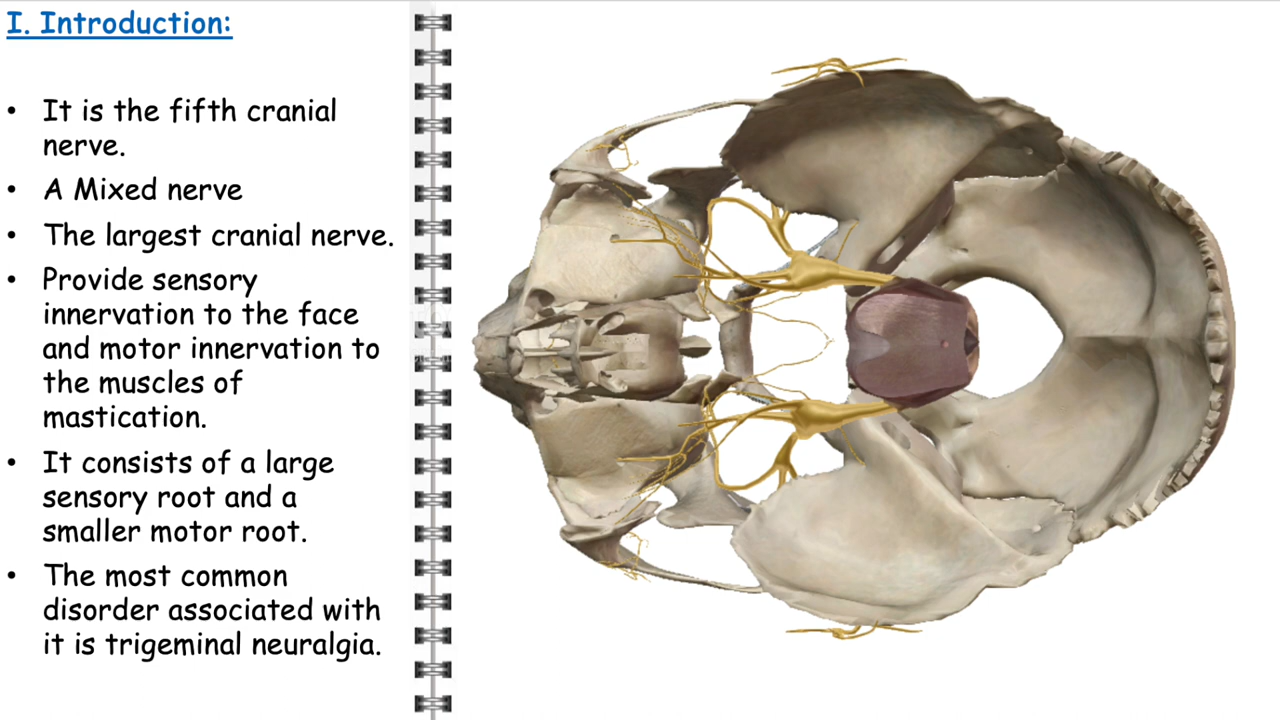 I. Introduction:
• It is the fifth cranial
nerve.
• A Mixed nerve
• The largest cranial nerve.
• Provide sensory
innervation to the face
and motor innervation to
the muscles of
mastication.
• It consists of a large
sensory root and a
smaller motor root.
• The most common
disorder associated with
it is trigeminal neuralgia.